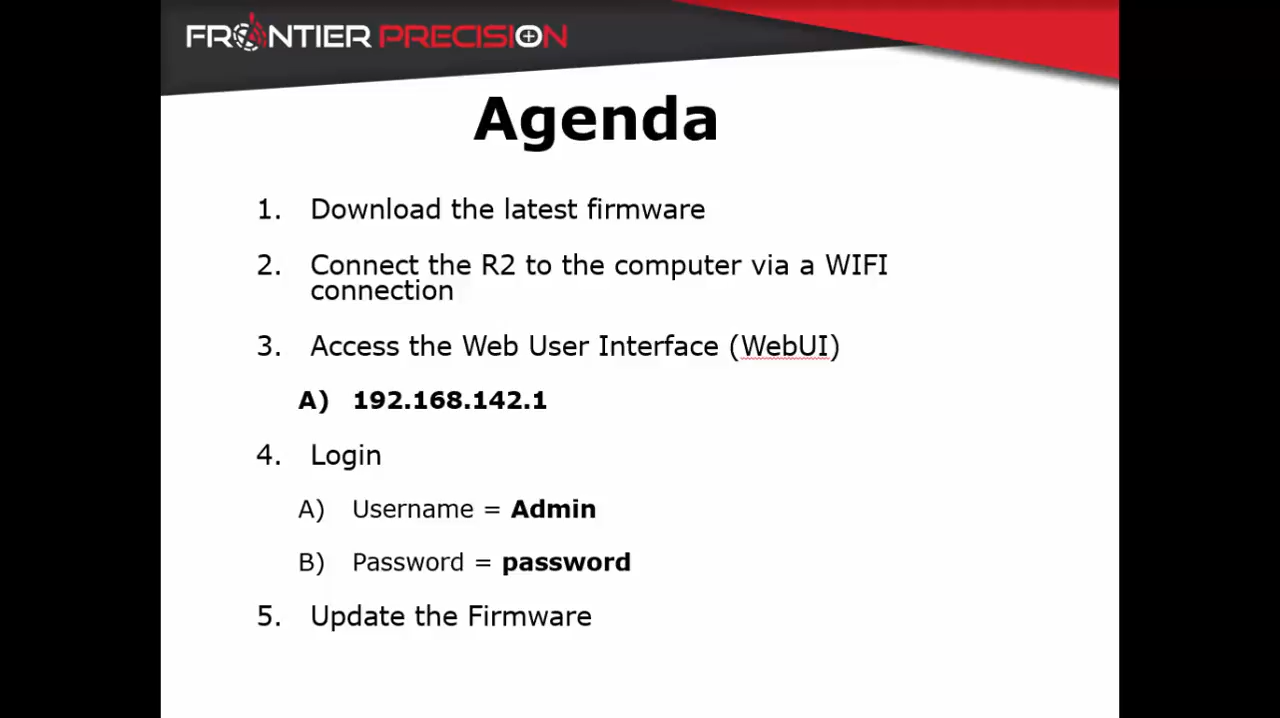 FRONTIER PRECISION
Agenda
1. Download the latest firmware
2. Connect the R2 to the computer via a WIFI
connection
3. Access the Web User Interface (WebUI)
A) 192.168.142.1
4. Login
A) Username = Admin
B) Password = password
5. Update the Firmware